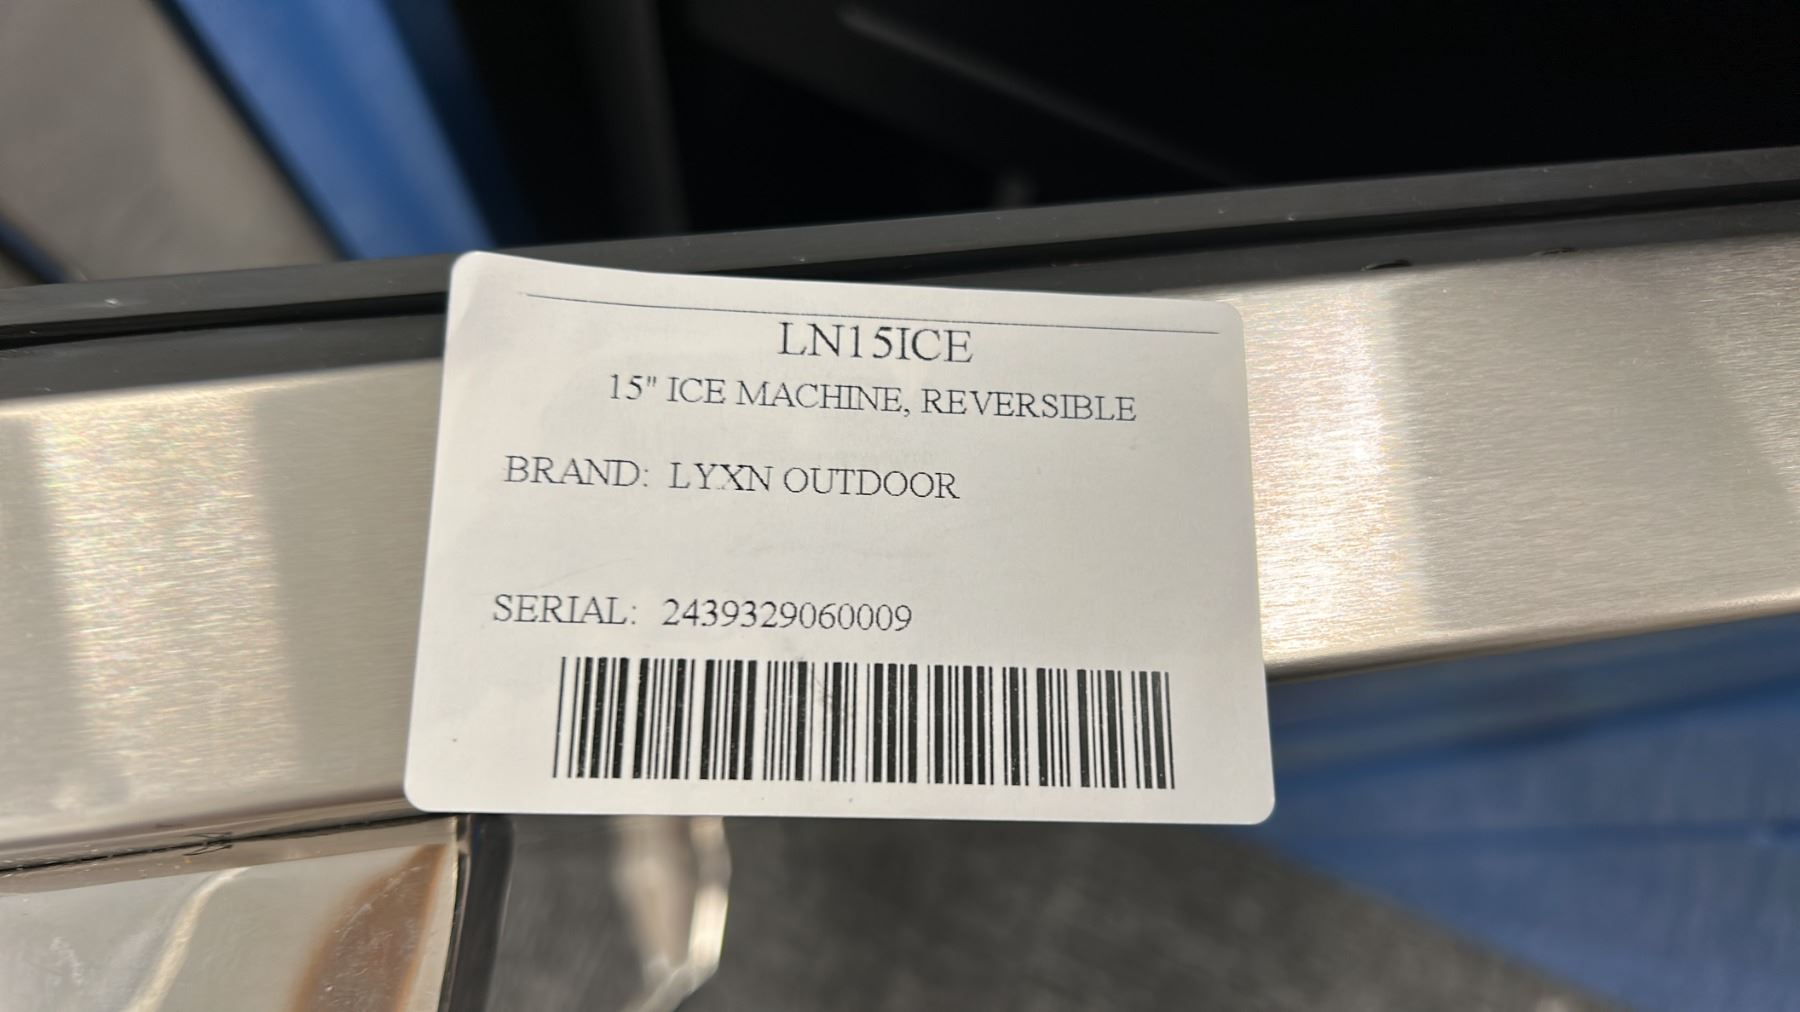 LN15ICE
15" ICE MACHINE, REVERSIBLE
BRAND: LYXN OUTDOOR
SERIAL: 2439329060009